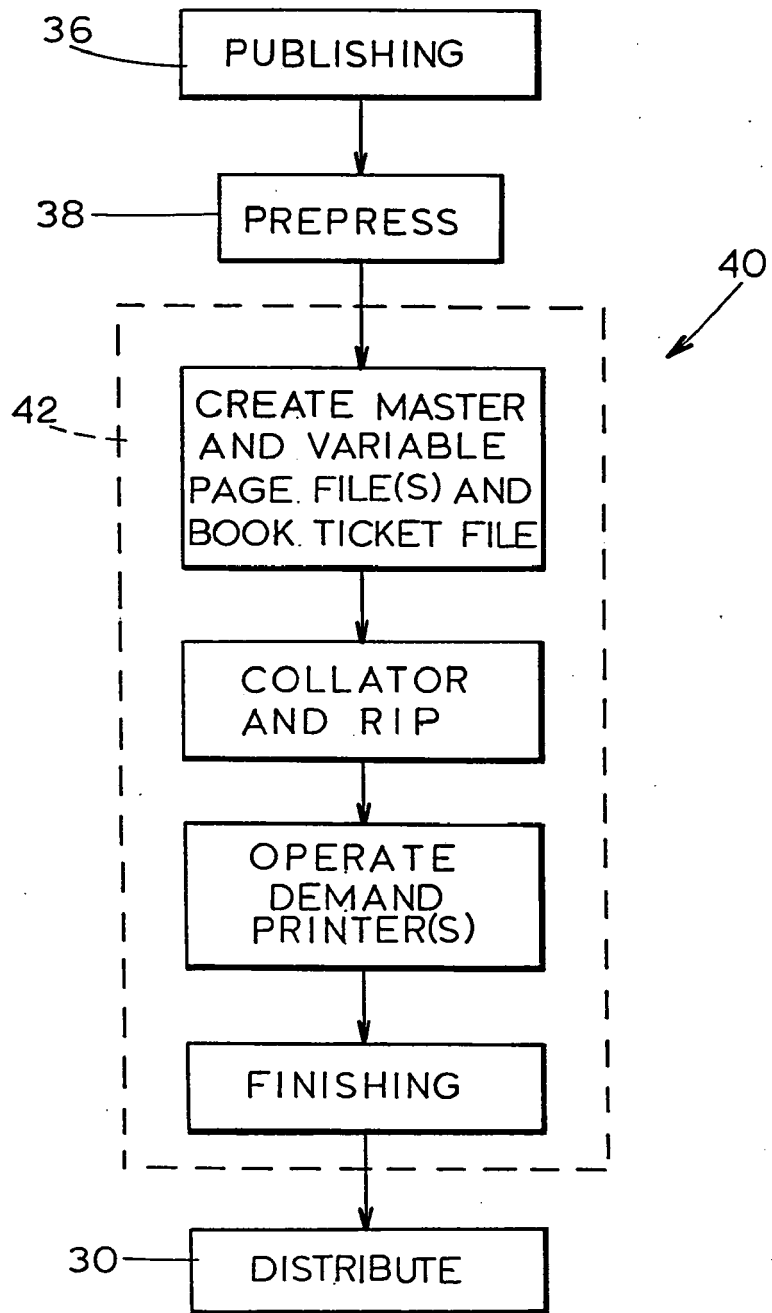 36
PUBLISHING
38
PREPRESS
40
42
CREATE MASTER
AND VARIABLE
PAGE FILE(S) AND
BOOK TICKET FILE
COLLATOR
AND RIP
OPERATE
DEMAND
PRINTER(S)
FINISHING
30
DISTRIBUTE